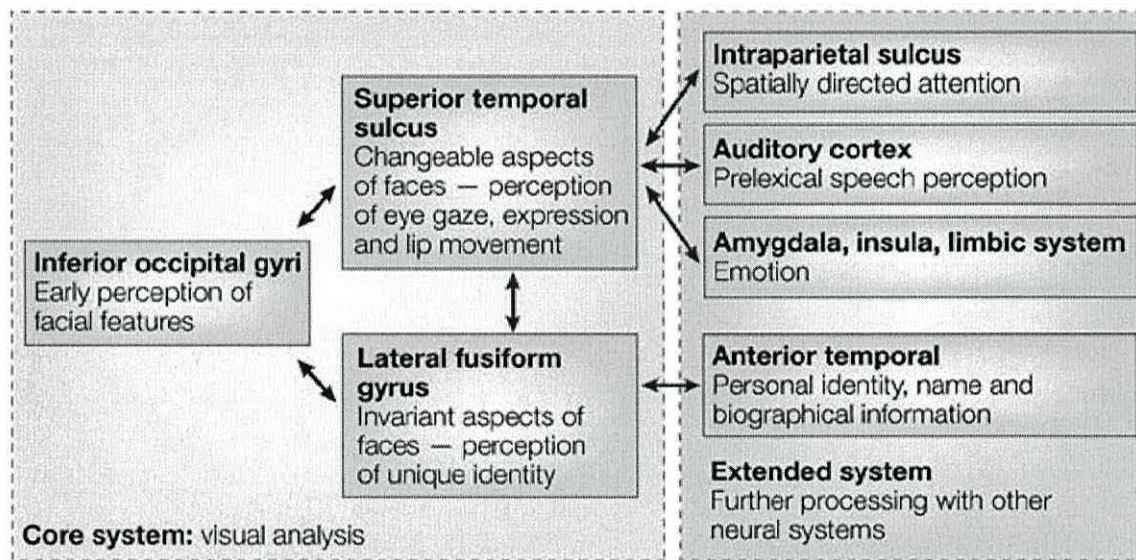 Inferior occipital gyri
Early perception of
facial features
Superior temporal
sulcus
Changeable aspects
of faces — perception
of eye gaze, expression
and lip movement
Lateral fusiform
gyrus
Invariant aspects of
faces — perception
of unique identity
Core system: visual analysis
Intraparietal sulcus
Spatially directed attention
Auditory cortex
Prelexical speech perception
Amygdala, insula, limbic system
Emotion
Anterior temporal
Personal identity, name and
biographical information
Extended system
Further processing with other
neural systems